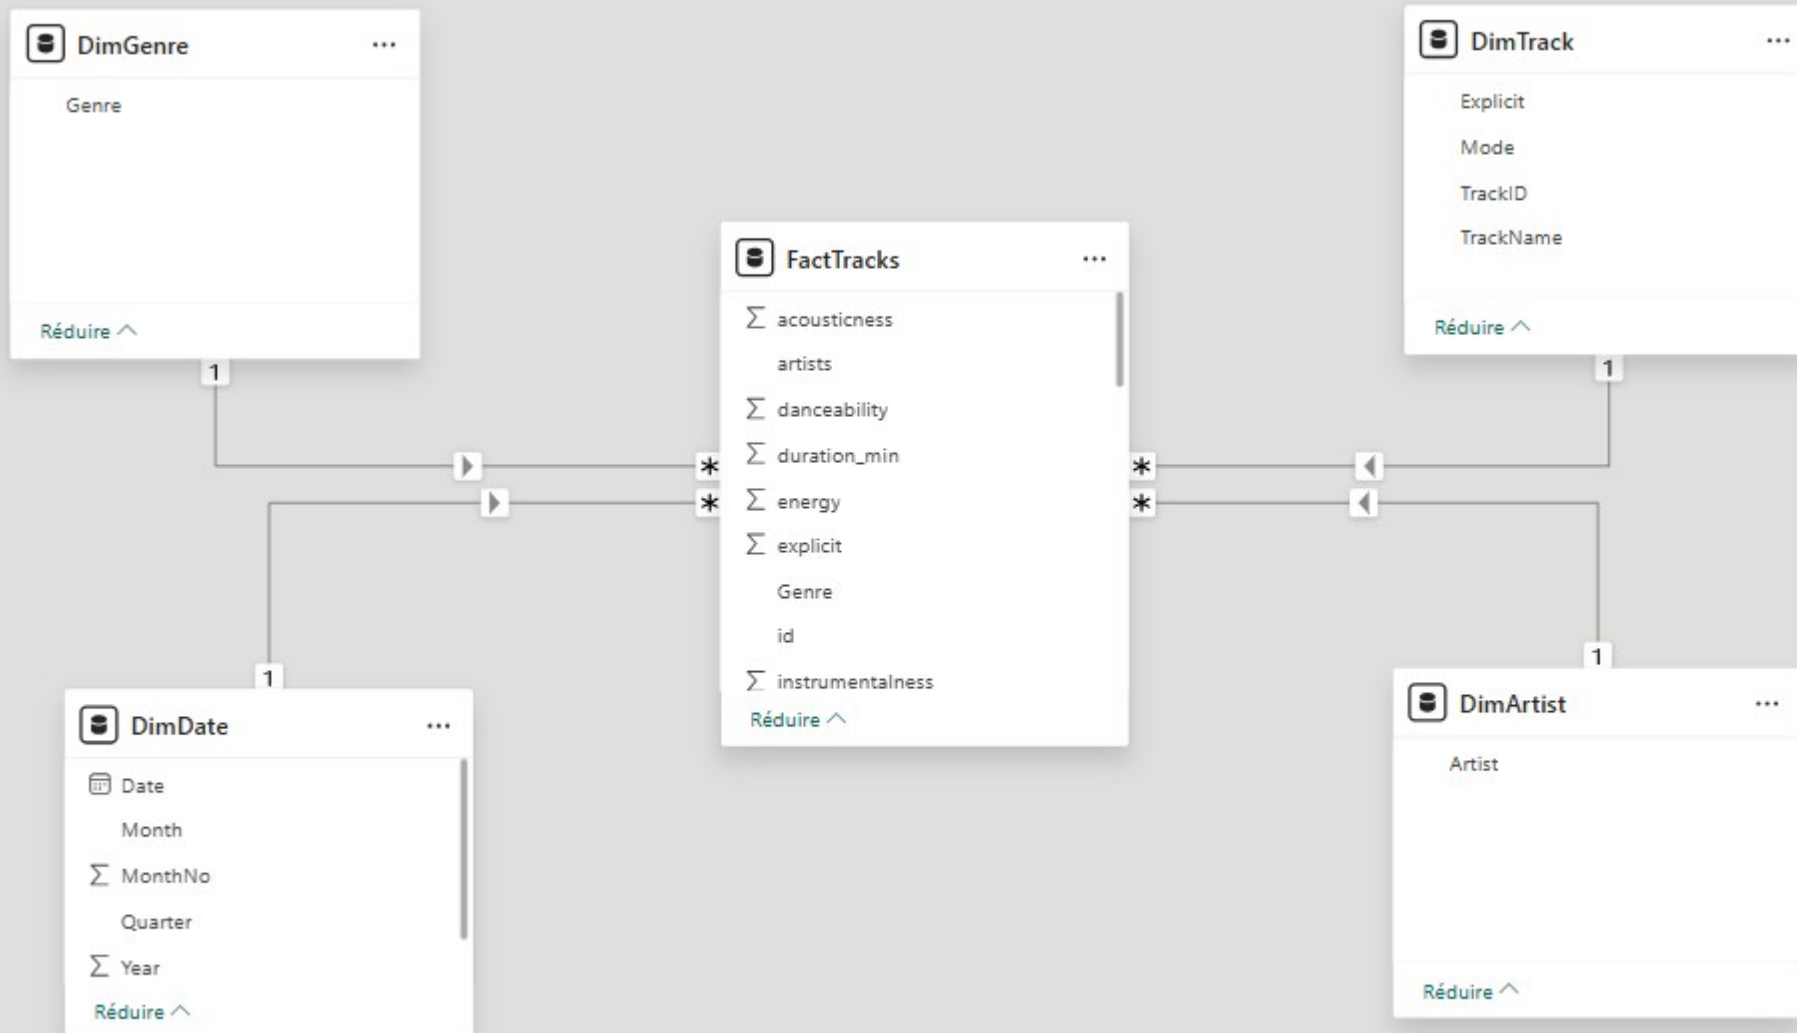 DimGenre
Genre
Réduire
1
*
DimTrack
Explicit
Mode
TrackID
TrackName
Réduire
1
*
FactTracks
acousticness
artists
danceability
duration_min
energy
explicit
Genre
id
instrumentalness
Réduire
DimDate
Date
Month
MonthNo
Quarter
Year
Réduire
1
*
DimArtist
Artist
Réduire
1
*